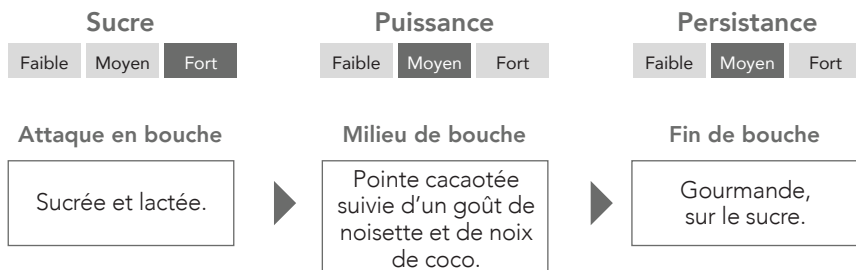 Sucre
Faible Moyen Fort
Puissance
Faible Moyen Fort
Persistance
Faible Moyen Fort
Attaque en bouche
Sucrée et lactée.
Milieu de bouche
Pointe cacaotée
suivie d'un goût de
noisette et de noix
de coco.
Fin de bouche
Gourmande,
sur le sucre.